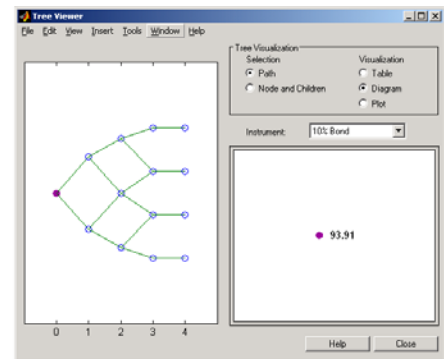 Tree Viewer
File Edit View Insert Tools Window Help
Tree Visualization
Selection
Visualization
Path
Table
Node and Children
Diagram
Plot
Instrument: 10% Bond
93.91
0 1 2 3 4
Help Close